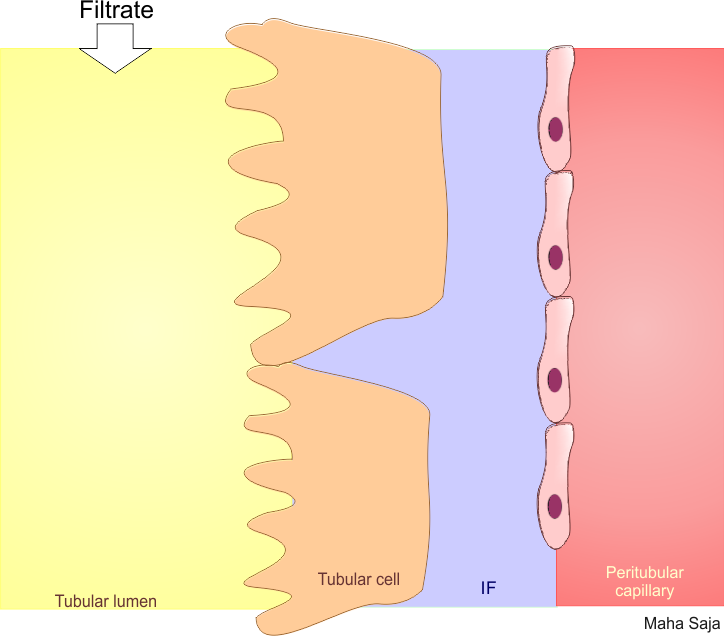 Filtrate
Tubular cell
Tubular lumen
IF
Peritubular
capillary
Maha Saja